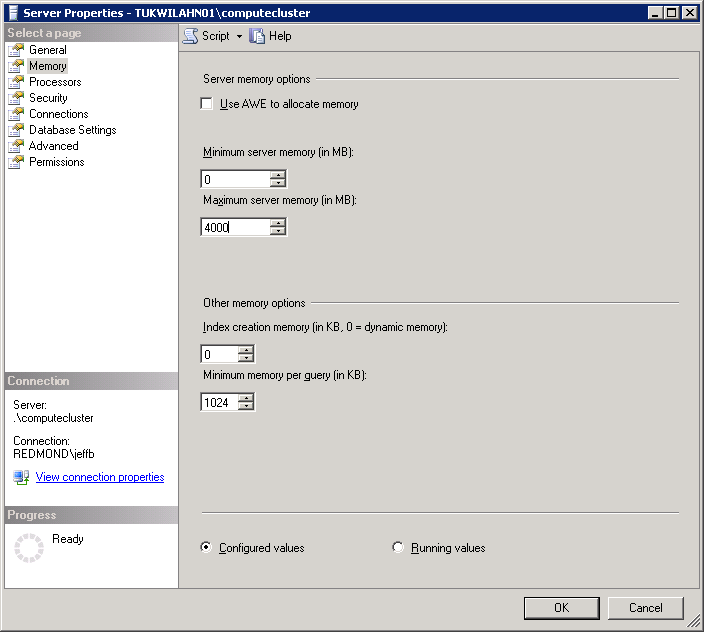 Server Properties - TUKWILAHN01\computecluster
Select a page
General
Memory
Processors
Security
Connections
Database Settings
Advanced
Permissions
Script Help
Server memory options
Use AWE to allocate memory
Minimum server memory (in MB):
0
Maximum server memory (in MB):
4000
Other memory options
Index creation memory (in KB, 0 = dynamic memory):
0
Minimum memory per query (in KB):
1024
Connection
Server:
.\computecluster
Connection:
REDMOND\jeffb
View connection properties
Progress
Ready
Configured values Running values
OK Cancel